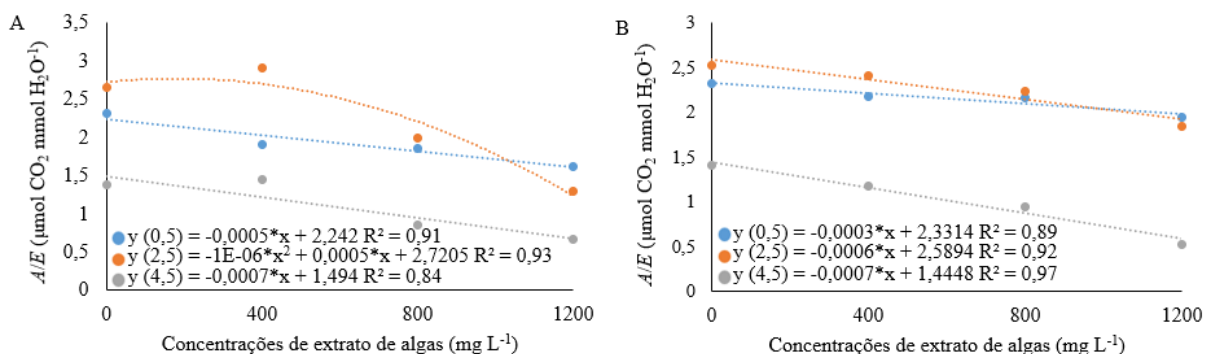 A
A/E (μmol CO₂ mmol H₂O⁻¹)
3,5
3
2,5
2
1,5
1
0,5
0
y (0,5) = -0,0005*x + 2,242 R² = 0,91
y (2,5) = -1E-06*x² + 0,0005*x + 2,7205 R² = 0,93
y (4,5) = -0,0007*x + 1,494 R² = 0,84
0 400 800 1200
Concentrações de extrato de algas (mg L⁻¹)
B
A/E (μmol CO₂ mmol H₂O⁻¹)
3
2,5
2
1,5
1
0,5
0
y (0,5) = -0,0003*x + 2,3314 R² = 0,89
y (2,5) = -0,0006*x + 2,5894 R² = 0,92
y (4,5) = -0,0007*x + 1,4448 R² = 0,97
0 400 800 1200
Concentrações de extrato de algas (mg L⁻¹)